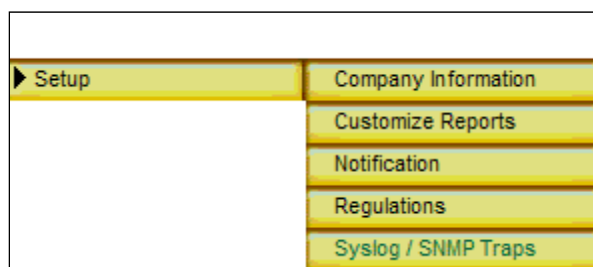 Setup
Company Information
Customize Reports
Notification
Regulations
Syslog / SNMP Traps